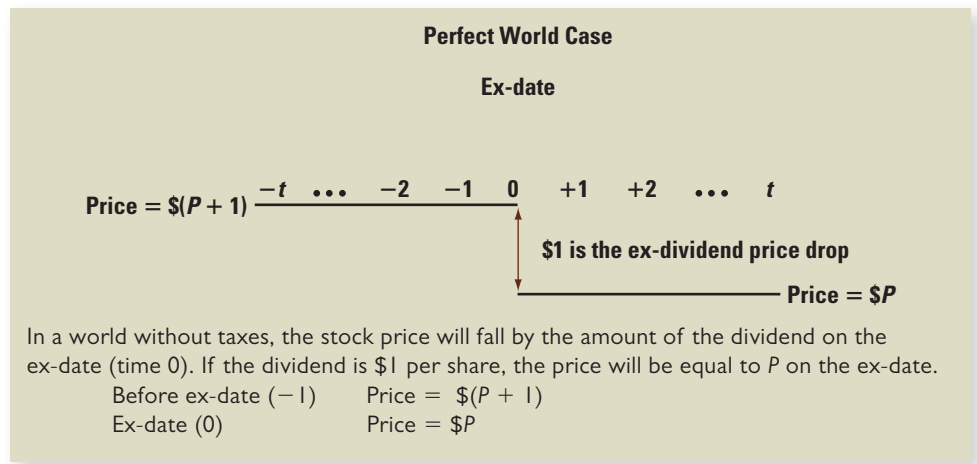 Perfect World Case
Ex-date
Price = $(P + 1)
−t ••• −2 −1 0 +1 +2 ••• t
$1 is the ex-dividend price drop
Price = $P
In a world without taxes, the stock price will fall by the amount of the dividend on the
ex-date (time 0). If the dividend is $1 per share, the price will be equal to P on the ex-date.
Before ex-date (−1) Price = $(P + 1)
Ex-date (0) Price = $P